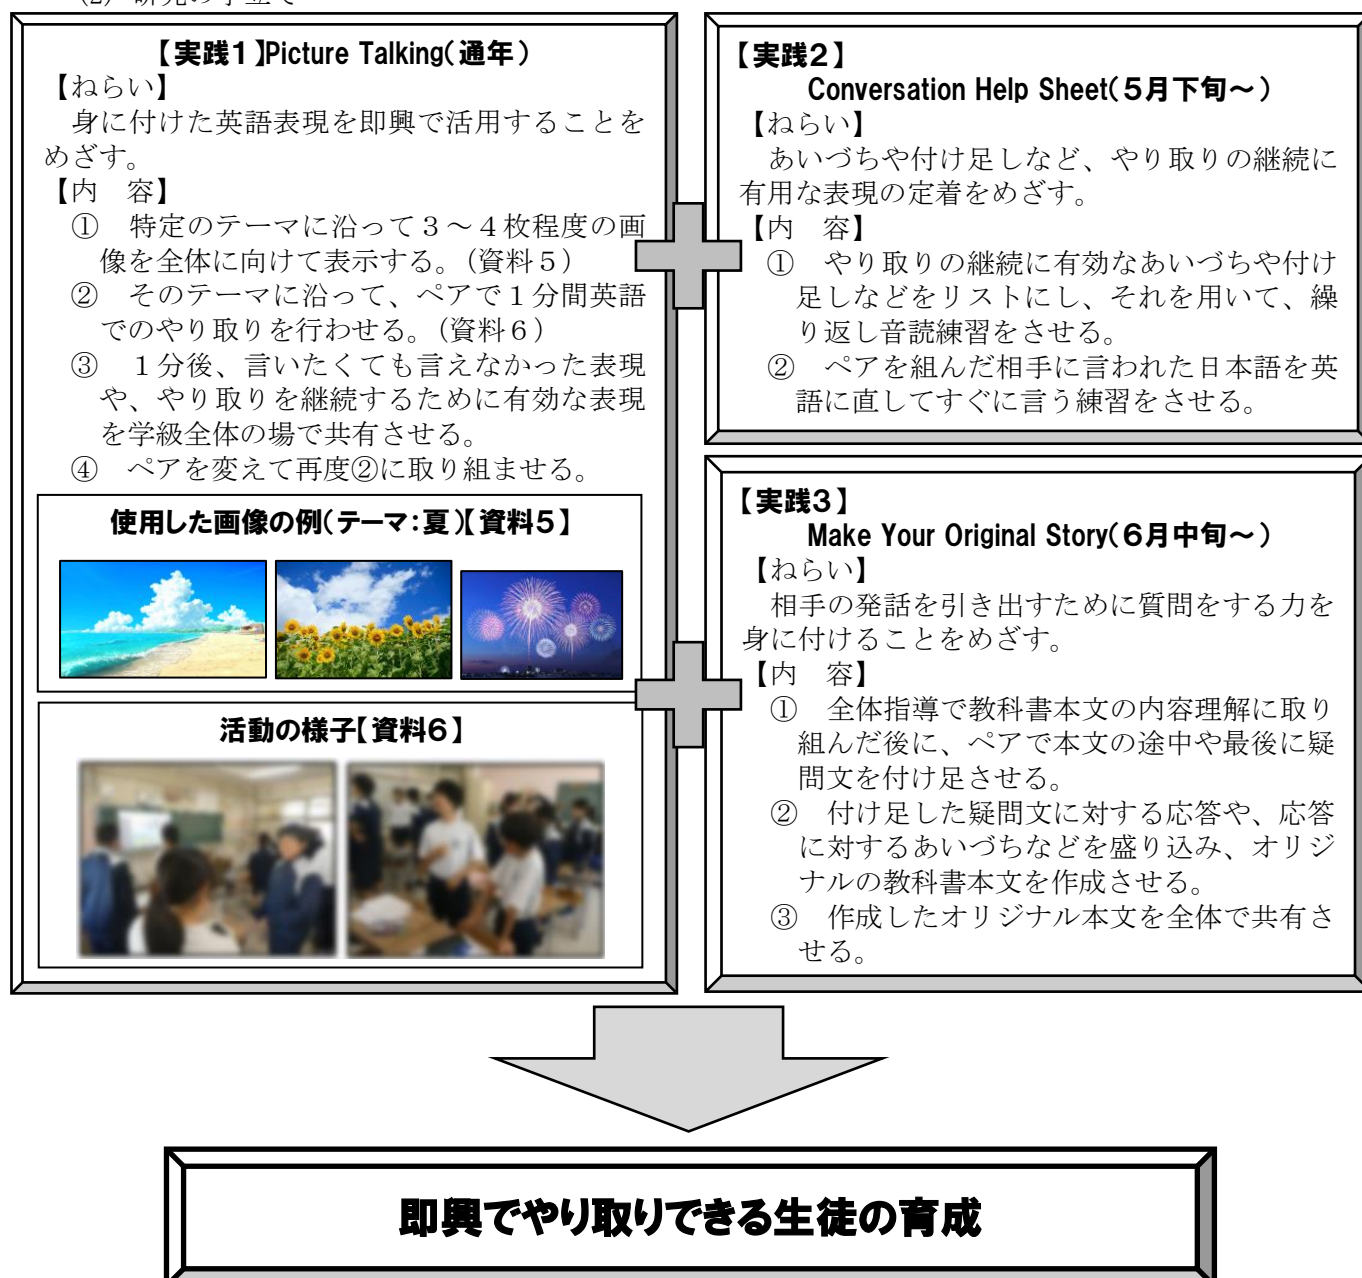 【実践１】Picture Talking（通年）
【ねらい】
身に付けた英語表現を即興で活用することを
めざす。
【内　容】
①　特定のテーマに沿って３～４枚程度の画
像を全体に向けて表示する。（資料５）
②　そのテーマに沿って、ペアで１分間英語
でのやり取りを行わせる。（資料６）
③　１分後、言いたくても言えなかった表現
や、やり取りを継続するために有効な表現
を学級全体の場で共有させる。
④　ペアを変えて再度②に取り組ませる。
使用した画像の例（テーマ：夏）【資料５】
活動の様子【資料６】
【実践２】
Conversation Help Sheet（５月下旬～）
【ねらい】
あいづちや付け足しなど、やり取りの継続に
有用な表現の定着をめざす。
【内　容】
①　やり取りの継続に有効なあいづちや付け
足しなどをリストにし、それを用いて、繰
り返し音読練習をさせる。
②　ペアを組んだ相手に言われた日本語を英
語に直してすぐに言う練習をさせる。
【実践３】
Make Your Original Story（６月中旬～）
【ねらい】
相手の発話を引き出すために質問をする力を
身に付けることをめざす。
【内　容】
①　全体指導で教科書本文の内容理解に取り
組んだ後に、ペアで本文の途中や最後に疑
問文を付け足させる。
②　付け足した疑問文に対する応答や、応答
に対するあいづちなどを盛り込み、オリジ
ナルの教科書本文を作成させる。
③　作成したオリジナル本文を全体で共有さ
せる。
即興でやり取りできる生徒の育成